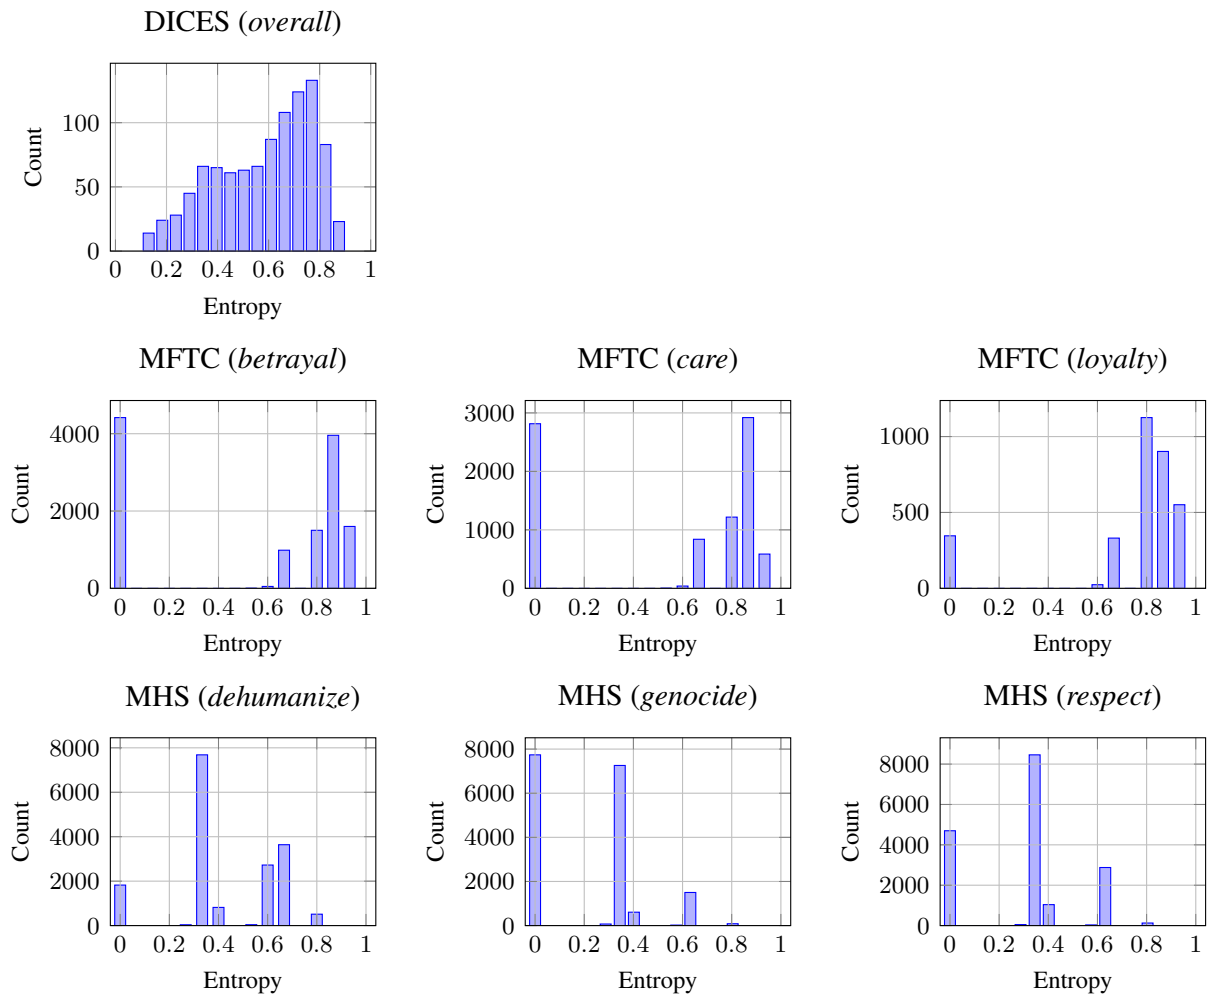 DICES (overall)
Count
100
50
0
0 0.2 0.4 0.6 0.8 1
Entropy
MFTC (betrayal) MFTC (care) MFTC (loyalty)
Count
4000
2000
0
0 0.2 0.4 0.6 0.8 1
Entropy
Count
3000
2000
1000
0
0 0.2 0.4 0.6 0.8 1
Entropy
Count
1000
500
0
0 0.2 0.4 0.6 0.8 1
Entropy
MHS (dehumanize) MHS (genocide) MHS (respect)
Count
8000
6000
4000
2000
0
0 0.2 0.4 0.6 0.8 1
Entropy
Count
8000
6000
4000
2000
0
0 0.2 0.4 0.6 0.8 1
Entropy
Count
8000
6000
4000
2000
0
0 0.2 0.4 0.6 0.8 1
Entropy